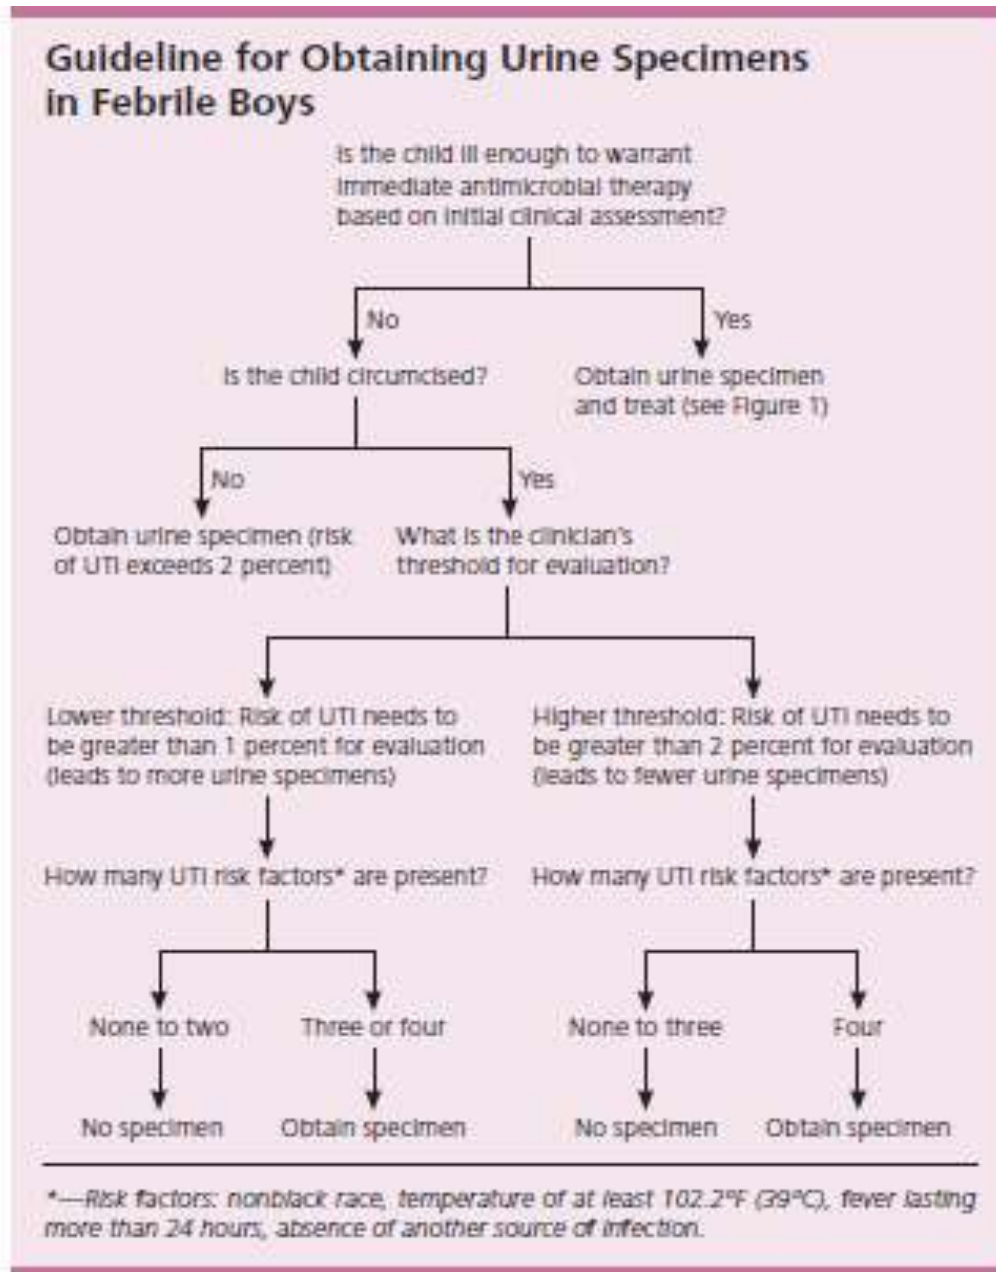 Guideline for Obtaining Urine Specimens
in Febrile Boys
Is the child ill enough to warrant
immediate antimicrobial therapy
based on initial clinical assessment?
No
Yes
Is the child circumcised?
Obtain urine specimen
and treat (see Figure 1)
No
Yes
Obtain urine specimen (risk
of UTI exceeds 2 percent)
What is the clinician's
threshold for evaluation?
Lower threshold: Risk of UTI needs to
be greater than 1 percent for evaluation
(leads to more urine specimens)
Higher threshold: Risk of UTI needs to
be greater than 2 percent for evaluation
(leads to fewer urine specimens)
How many UTI risk factors* are present?
How many UTI risk factors* are present?
None to two
Three or four
None to three
Four
No specimen
Obtain specimen
No specimen
Obtain specimen
*—Risk factors: nonblack race, temperature of at least 102.2°F (39°C), fever lasting
more than 24 hours, absence of another source of infection.